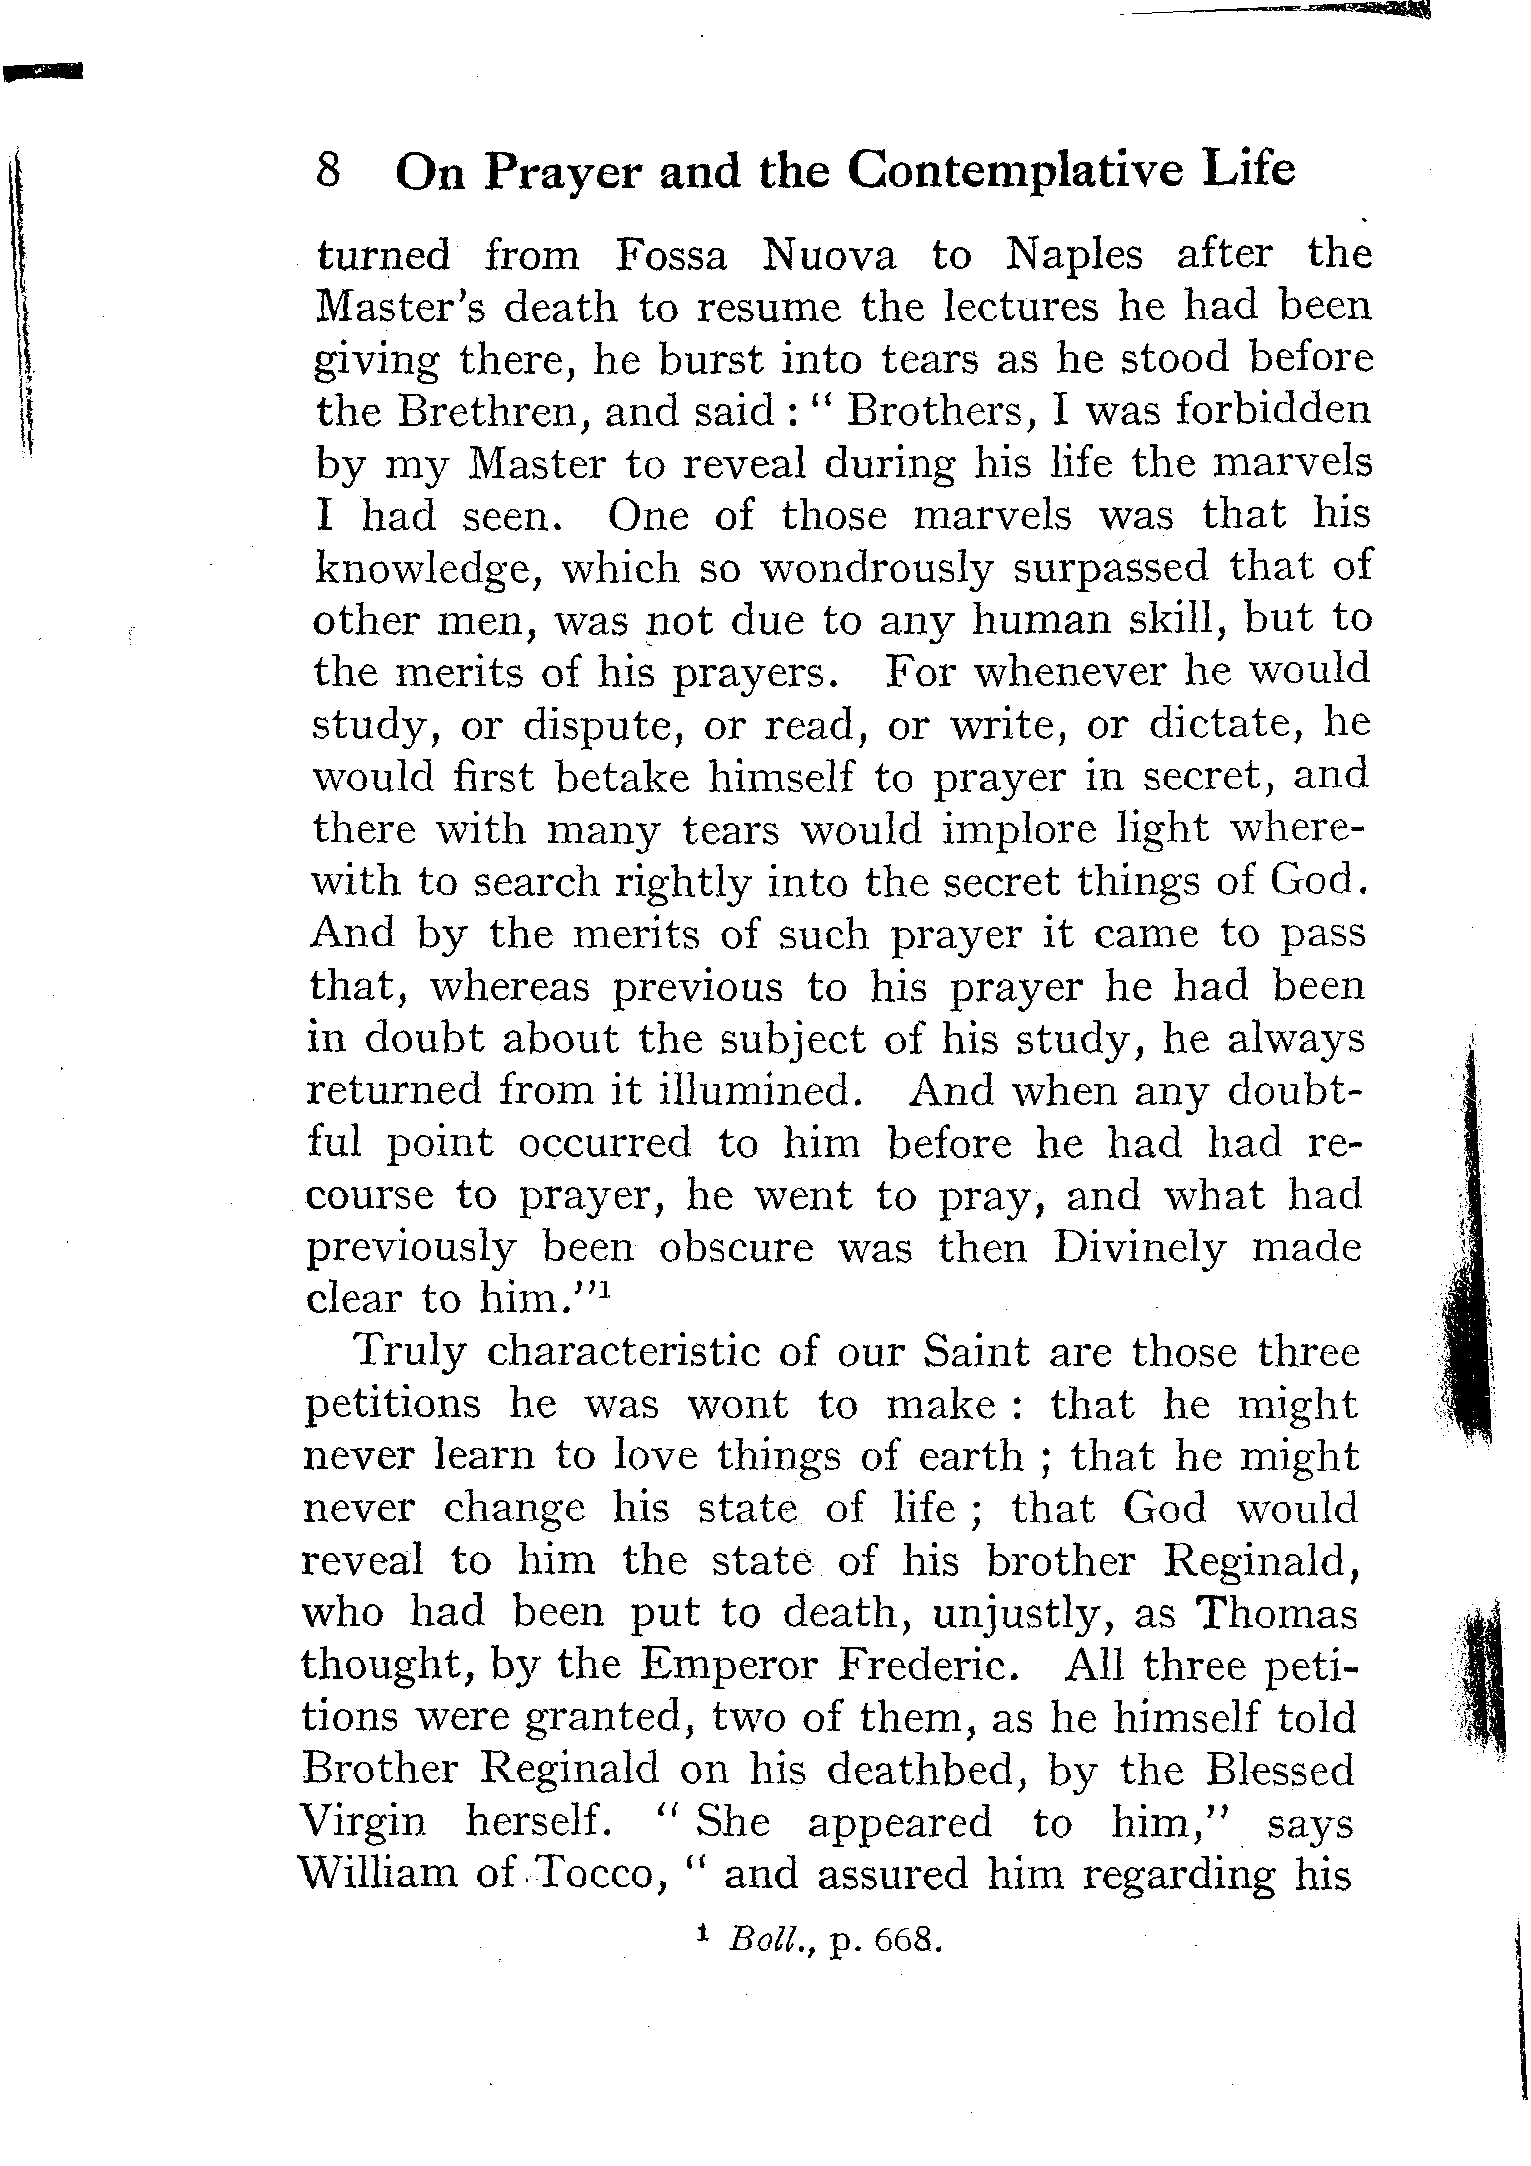 8 On Prayer and the Contemplative Life
turned from Fossa Nuova to Naples after the
Master's death to resume the lectures he had been
giving there, he burst into tears as he stood before
the Brethren, and said : " Brothers, I was forbidden
by my Master to reveal during his life the marvels
I had seen. One of those marvels was that his
knowledge, which so wondrously surpassed that of
other men, was not due to any human skill, but to
the merits of his prayers. For whenever he would
study, or dispute, or read, or write, or dictate, he
would first betake himself to prayer in secret, and
there with many tears would implore light where-
with to search rightly into the secret things of God.
And by the merits of such prayer it came to pass
that, whereas previous to his prayer he had been
in doubt about the subject of his study, he always
returned from it illumined. And when any doubt-
ful point occurred to him before he had had re-
course to prayer, he went to pray, and what had
previously been obscure was then Divinely made
clear to him."¹
Truly characteristic of our Saint are those three
petitions he was wont to make : that he might
never learn to love things of earth ; that he might
never change his state of life ; that God would
reveal to him the state of his brother Reginald,
who had been put to death, unjustly, as Thomas
thought, by the Emperor Frederic. All three peti-
tions were granted, two of them, as he himself told
Brother Reginald on his deathbed, by the Blessed
Virgin herself. " She appeared to him," says
William of Tocco, " and assured him regarding his
¹ Boll., p. 668.